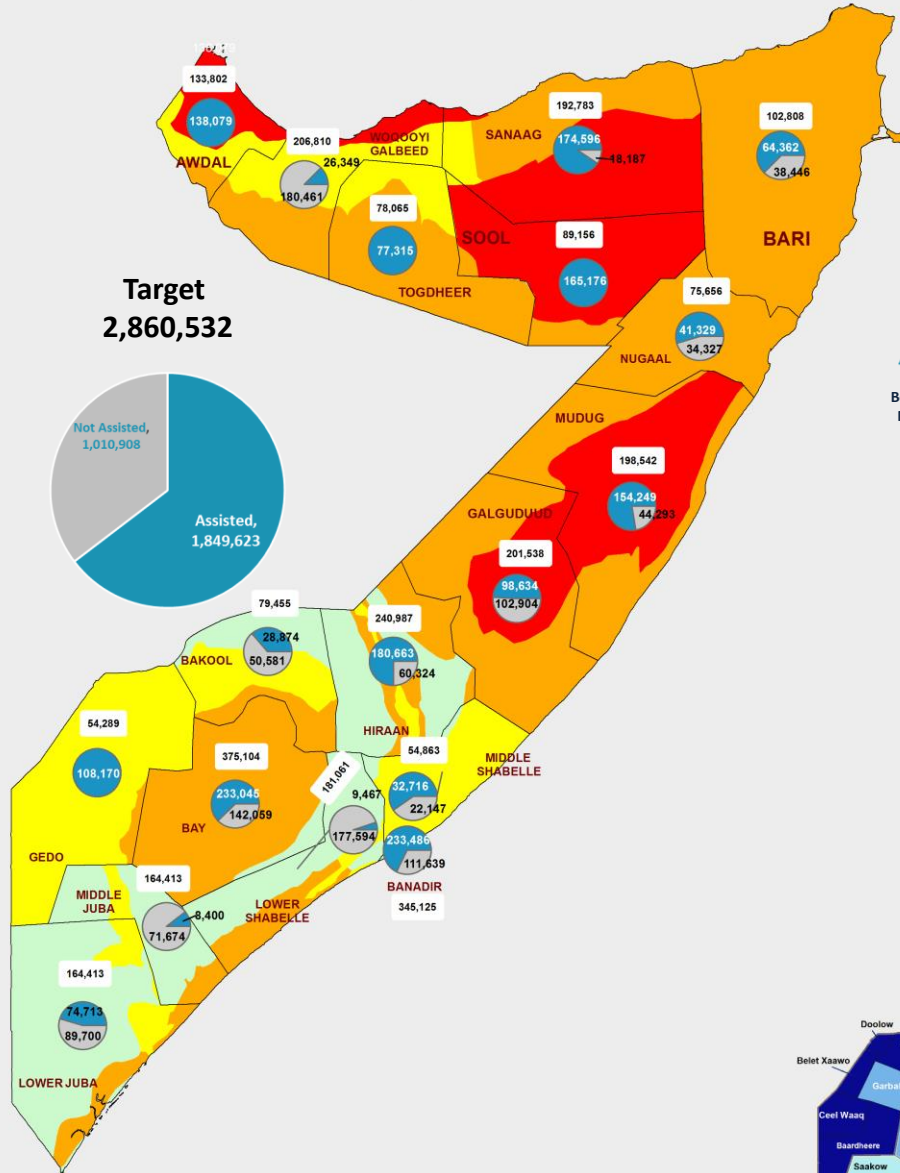 133,802
138,079
AWDAL
206,810
26,349
180,461
WOQOOYI
GALBEED
78,065
77,315
TOGDHEER
192,783
SANAAG
174,596
48,187
SOOL
89,156
165,176
102,808
64,362
38,446
BARI
75,656
41,329
34,327
NUGAAL
Target
2,860,532
Not Assisted,
1,010,908
Assisted,
1,849,623
MUDUG
198,542
154,249
44,293
GALGUDUUD
201,538
98,634
102,904
79,455
28,874
50,581
BAKOOL
240,987
180,663
60,324
HIRAAN
54,289
108,170
GEDO
375,104
233,045
142,059
BAY
181,061
9,467
177,594
54,863
32,716
22,147
MIDDLE
SHABELLE
233,486
111,639
BANADIR
345,125
LOWER
SHABELLE
164,413
MIDDLE
JUBA
8,400
71,674
164,413
74,713
89,700
LOWER JUBA
Doolow
Belet Xaawo
Ceel Waaq
Baardheere
Saakow